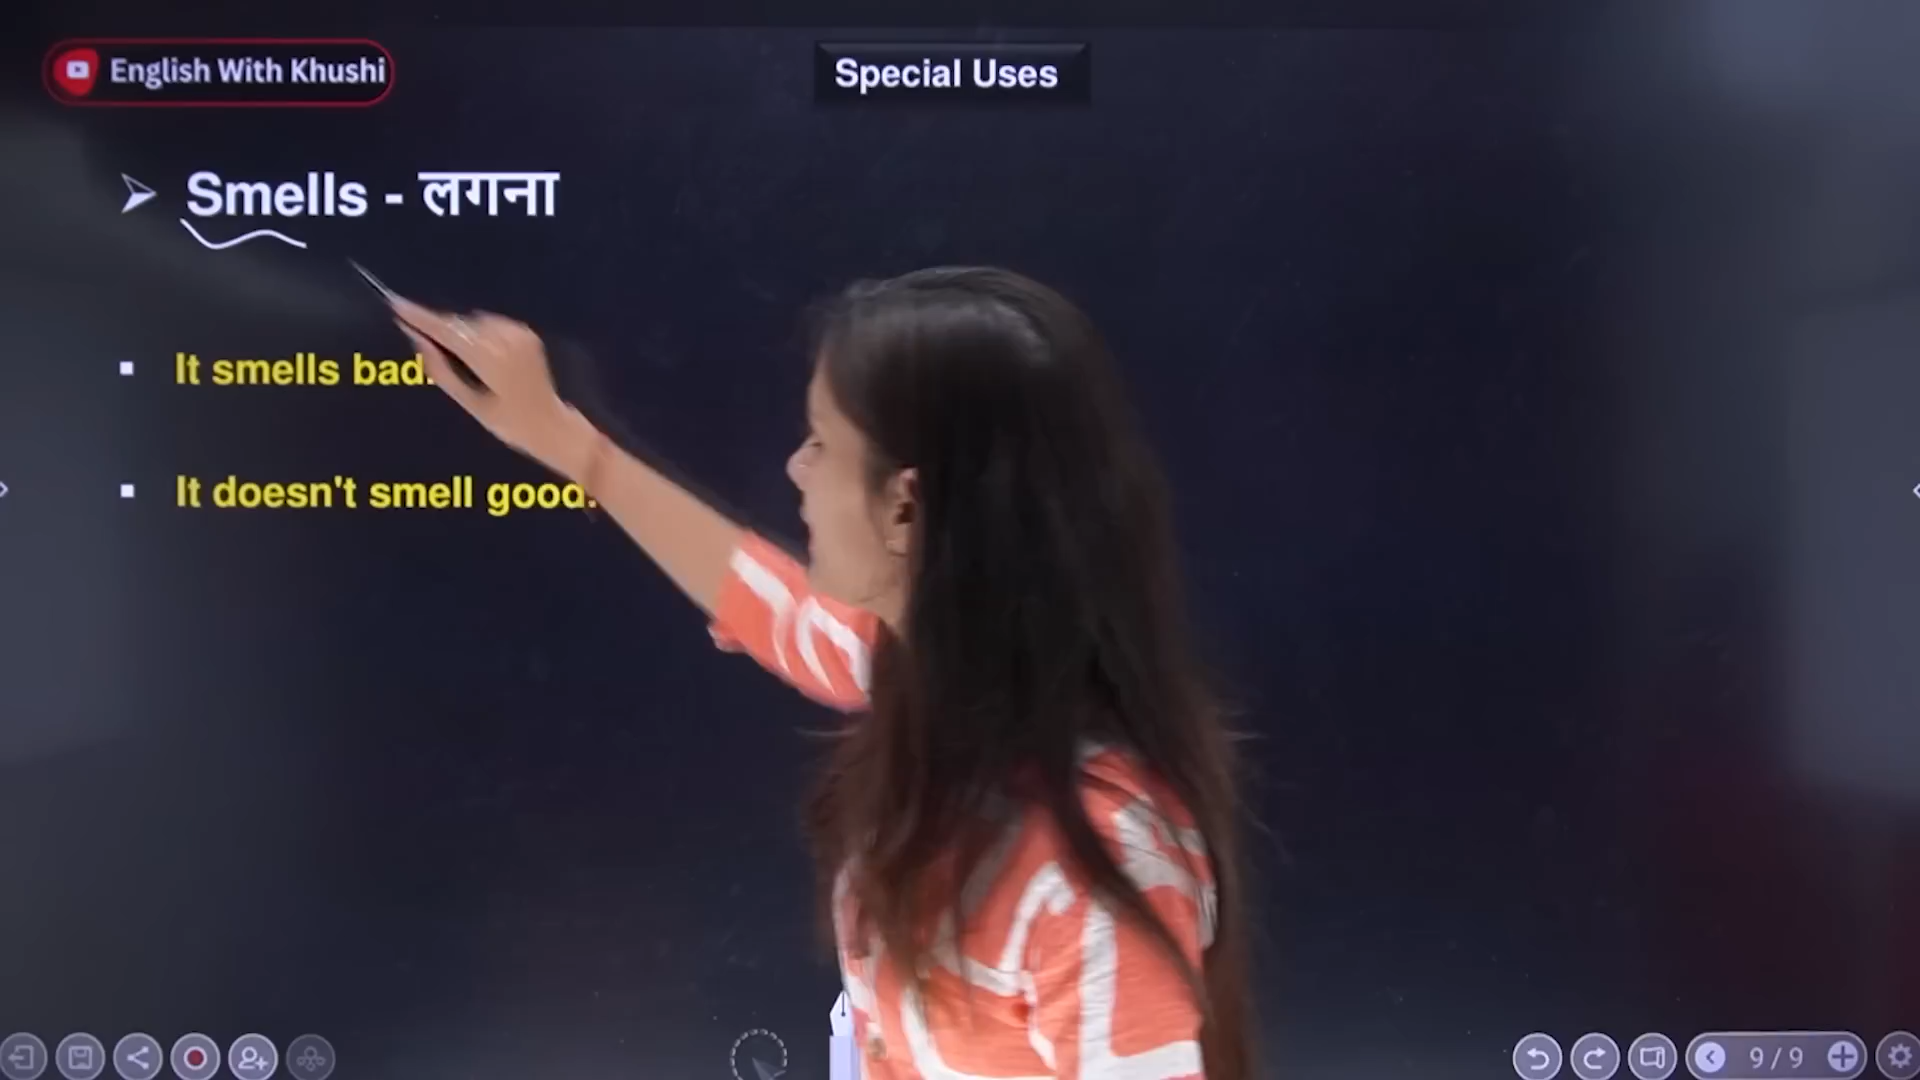 English With Khushi
Special Uses
Smells - लगना
It smells bad.
It doesn't smell good.
9/9